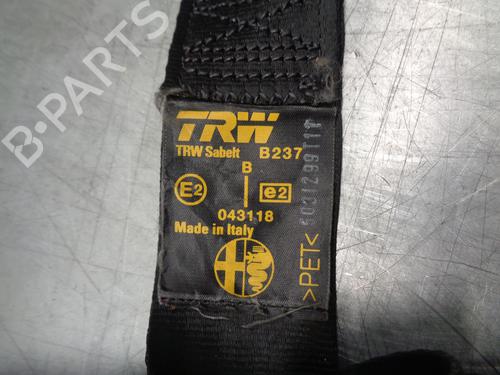 TRW
TRW Sabelt B237
B
E2 e2
043118
Made in Italy
>PET<
B-PARTS